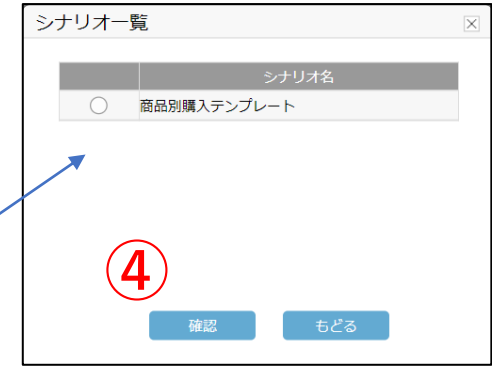 シナリオ一覧
シナリオ名
商品別購入テンプレート
④
確認 もどる